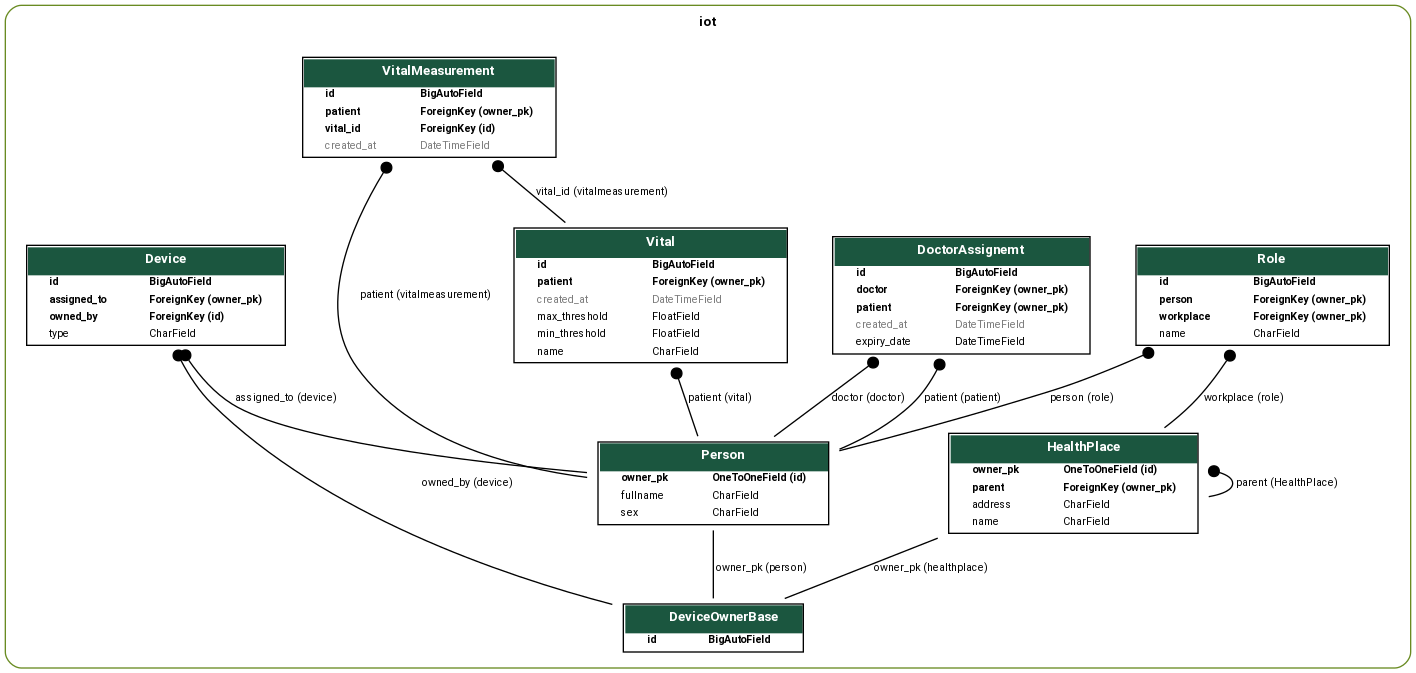 iot
VitalMeasurement
id BigAutoField
patient ForeignKey (owner_pk)
vital_id ForeignKey (id)
created_at DateTimeField
vital_id (vitalmeasurement)
patient (vitalmeasurement)
Device
id BigAutoField
assigned_to ForeignKey (owner_pk)
owned_by ForeignKey (id)
type CharField
Vital
id BigAutoField
patient ForeignKey (owner_pk)
created_at DateTimeField
max_threshold FloatField
min_threshold FloatField
name CharField
DoctorAssignemt
id BigAutoField
doctor ForeignKey (owner_pk)
patient ForeignKey (owner_pk)
created_at DateTimeField
expiry_date DateTimeField
Role
id BigAutoField
person ForeignKey (owner_pk)
workplace ForeignKey (owner_pk)
name CharField
assigned_to (device)
patient (vital)
doctor (doctor)
patient (patient)
person (role)
workplace (role)
owned_by (device)
Person
owner_pk OneToOneField (id)
fullname CharField
sex CharField
HealthPlace
owner_pk OneToOneField (id)
parent ForeignKey (owner_pk)
address CharField
name CharField
parent (HealthPlace)
owner_pk (person)
owner_pk (healthplace)
DeviceOwnerBase
id BigAutoField